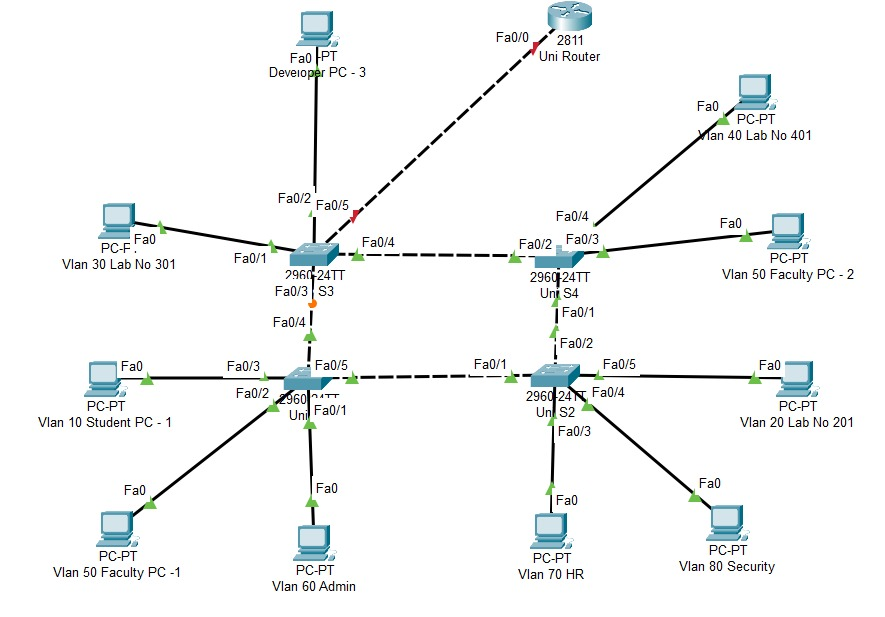 Fa0/0
2811
Uni Router
Fa0
-PT
Developer PC - 3
Fa0
PC-PT
Vlan 40 Lab No 401
Fa0/2
Fa0/5
Fa0/4
Fa0
PC-F
Vlan 30 Lab No 301
Fa0/1
Fa0/4
2960-24TT
S3
Fa0/3
Fa0/2
Fa0/3
2960-24TT
Uni S4
Fa0
PC-PT
Vlan 50 Faculty PC - 2
Fa0/1
Fa0/4
Fa0/2
Fa0
PC-PT
Vlan 10 Student PC - 1
Fa0/3
Fa0/2
Fa0/5
2960-24TT
Uni
Fa0/1
Fa0/1
Fa0/5
2960-24TT
Uni S2
Fa0/4
Fa0/3
Fa0
PC-PT
Vlan 20 Lab No 201
Fa0
PC-PT
Vlan 50 Faculty PC -1
Fa0
PC-PT
Vlan 60 Admin
Fa0
PC-PT
Vlan 70 HR
Fa0
PC-PT
Vlan 80 Security